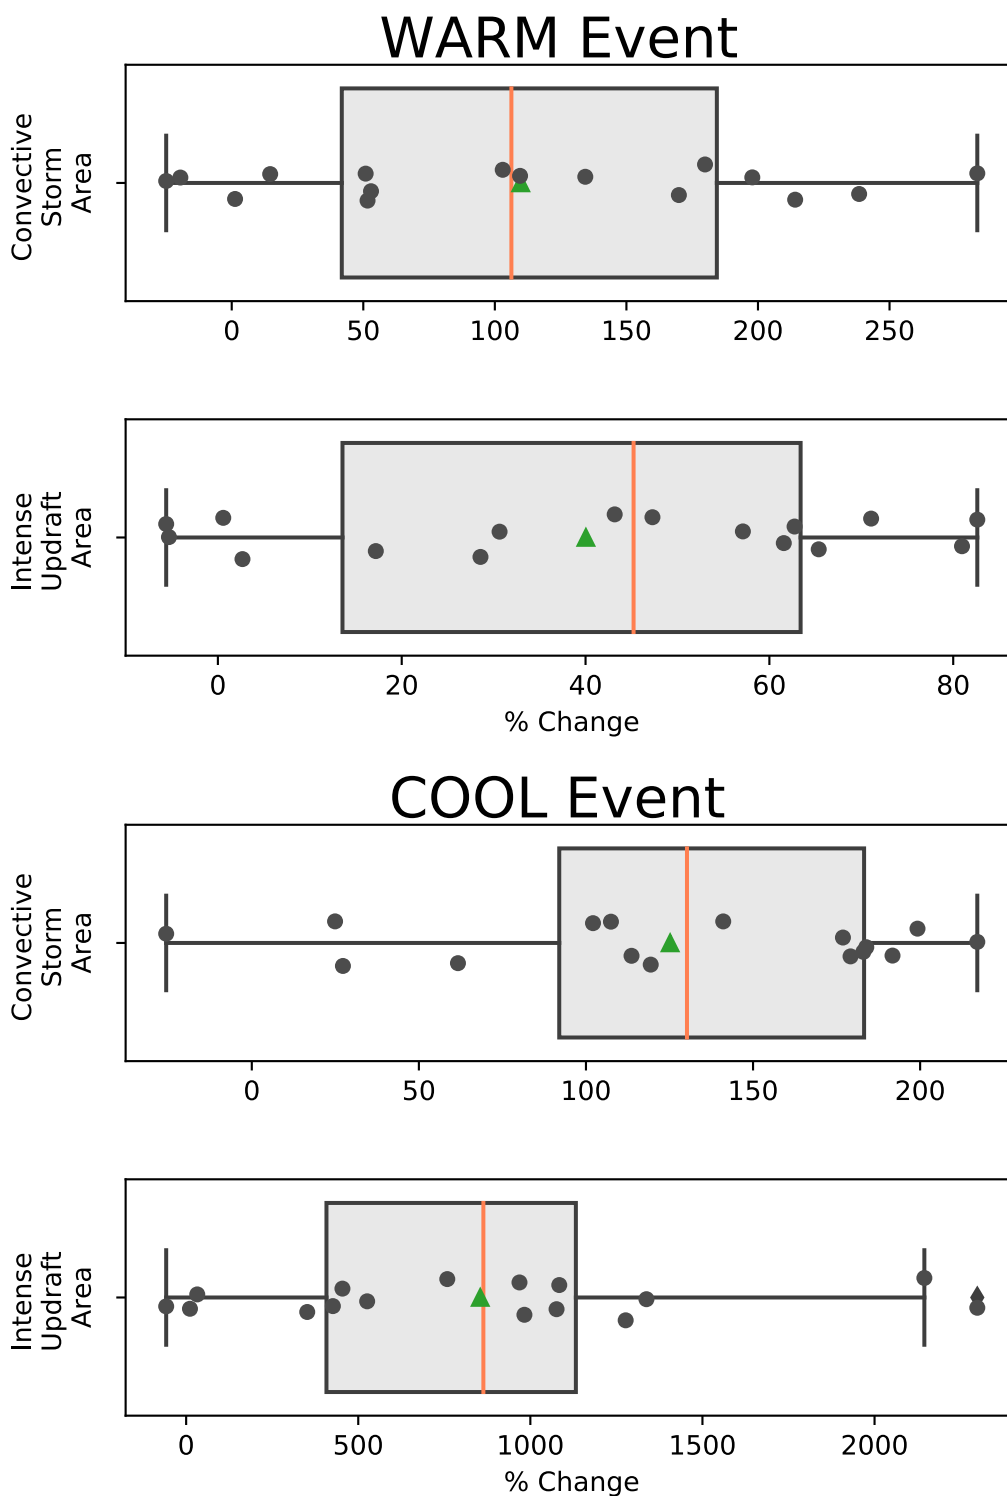 WARM Event
Convective
Storm
Area
0 50 100 150 200 250
Intense
Updraft
Area
0 20 40 60 80
% Change
COOL Event
Convective
Storm
Area
0 50 100 150 200
Intense
Updraft
Area
0 500 1000 1500 2000
% Change